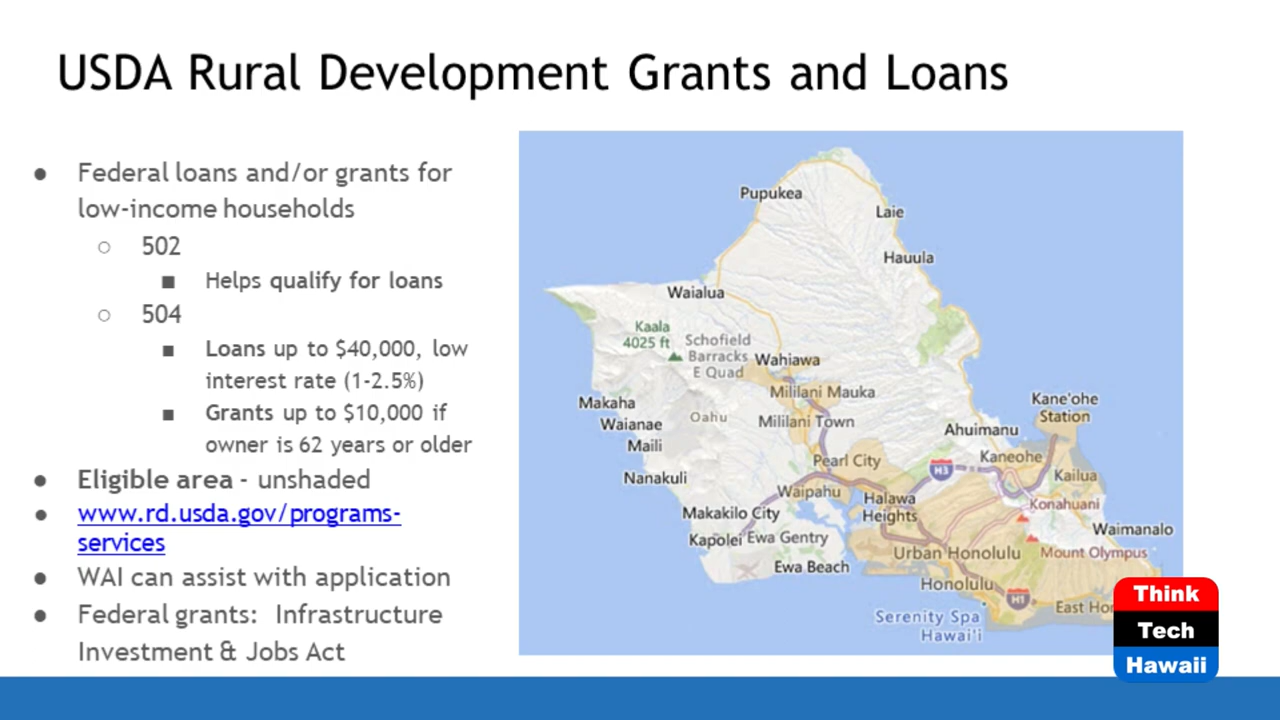 USDA Rural Development Grants and Loans
● Federal loans and/or grants for
low-income households
○ 502
■ Helps qualify for loans
○ 504
■ Loans up to $40,000, low
interest rate (1-2.5%)
■ Grants up to $10,000 if
owner is 62 years or older
● Eligible area - unshaded
● www.rd.usda.gov/programs-
services
● WAI can assist with application
● Federal grants: Infrastructure
Investment & Jobs Act
Pupukea
Laie
Hauula
Waialua
Kaala
4025 ft
Schofield
Barracks
E Quad
Wahiawa
Mililani Mauka
Makaha
Oahu
Mililani Town
Waianae
Maili
Kane'ohe
Station
Ahuimanu
Kaneohe
Pearl City
H3
Kailua
Nanakuli
Waipahu
Halawa
Heights
Konahuani
Makakilo City
Waimanalo
Kapolei
Ewa Gentry
Urban Honolulu
Mount Olympus
Ewa Beach
Honolulu
H1
East Hon
Serenity Spa
Hawai'i
Think
Tech
Hawaii